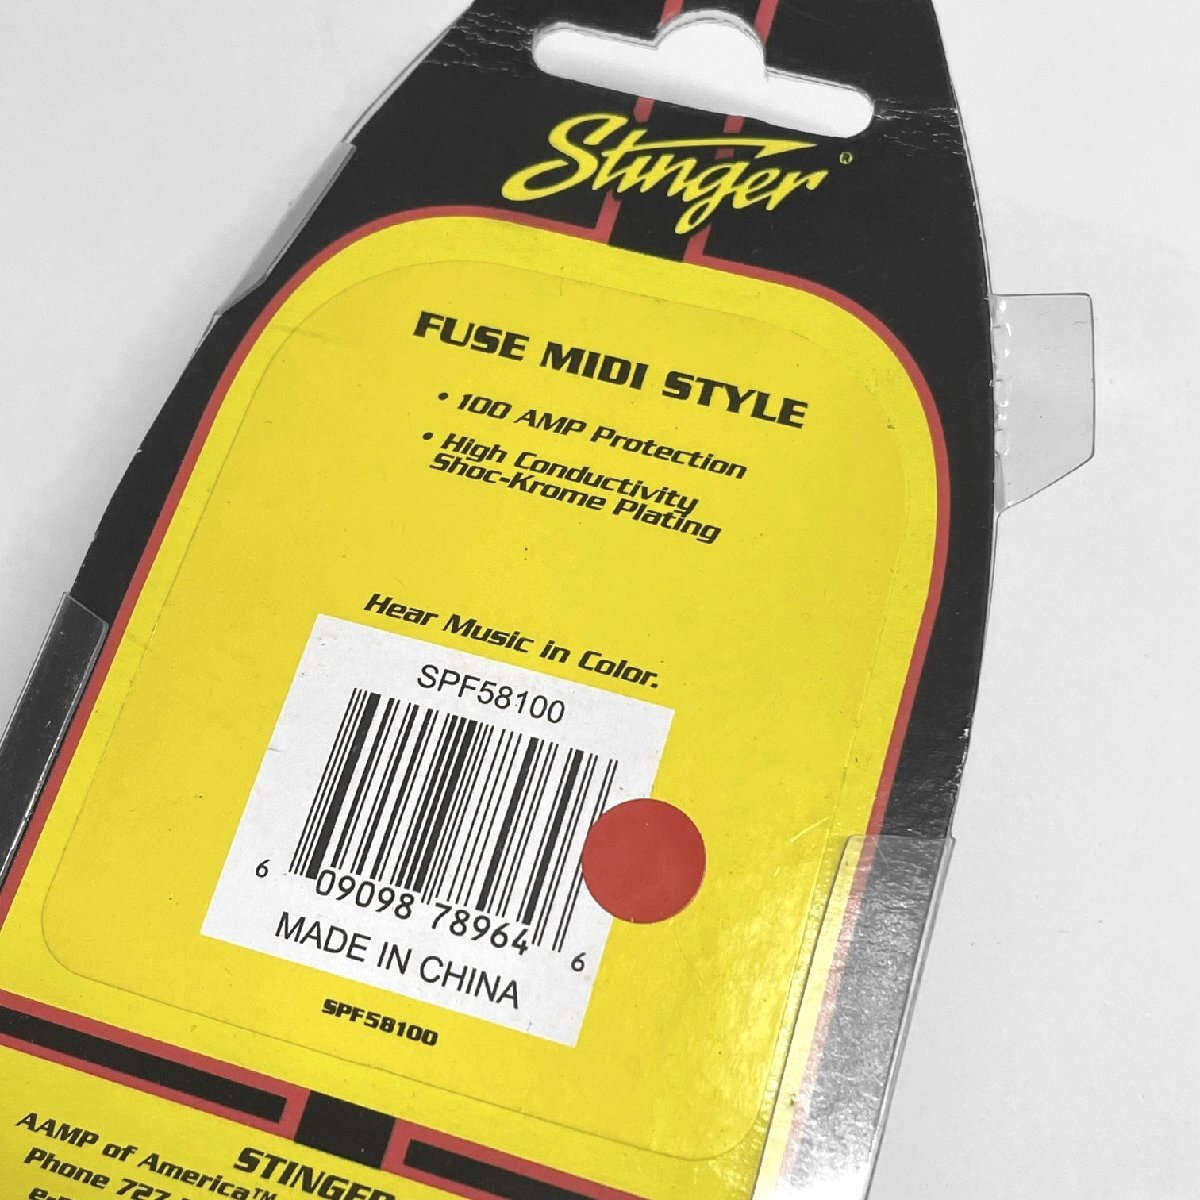 Stinger®
FUSE MIDI STYLE
• 100 AMP Protection
• High Conductivity
Shoc-Krome Plating
Hear Music in Color.
SPF58100
6 09098 78964 6
MADE IN CHINA
SPF58100
STINGER
AAMP of America™
Phone 727